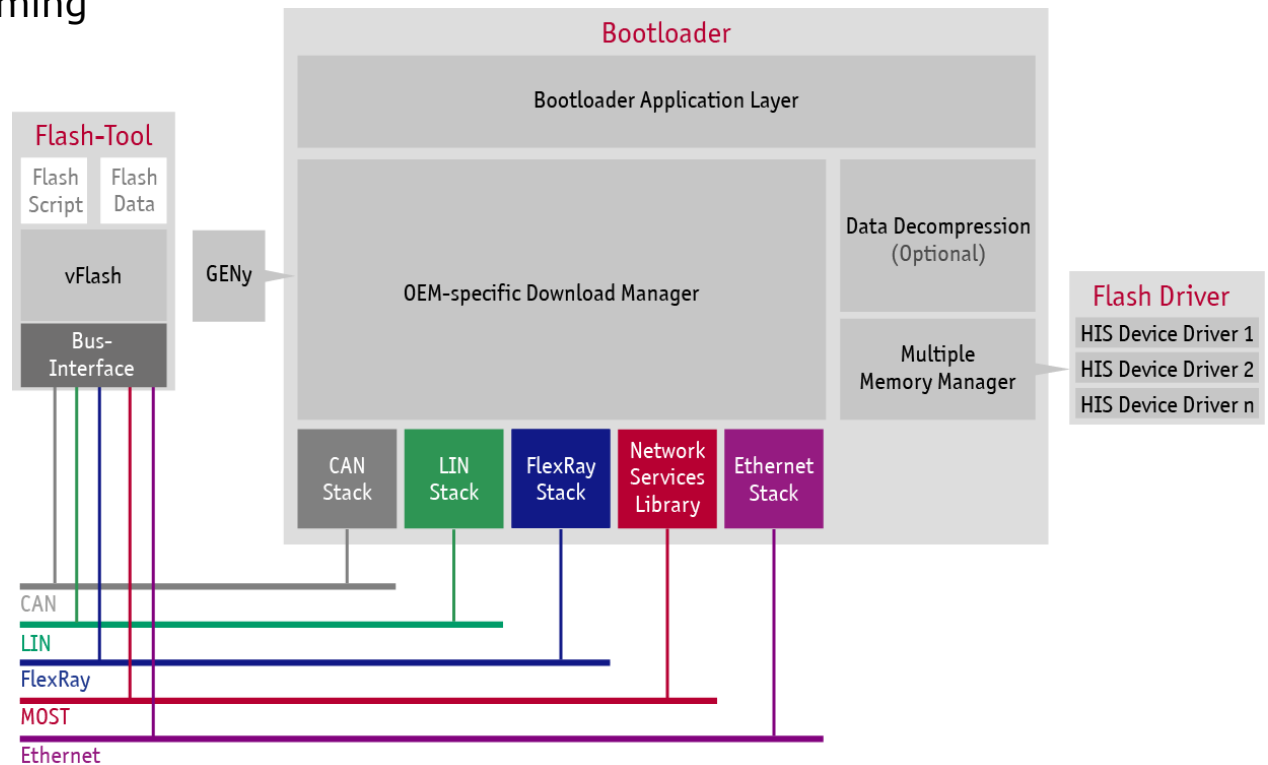 ming
Bootloader
Bootloader Application Layer
Flash-Tool
Flash
Script
Flash
Data
vFlash
Bus-
Interface
GENy
OEM-specific Download Manager
Data Decompression
(Optional)
Multiple
Memory Manager
Flash Driver
HIS Device Driver 1
HIS Device Driver 2
HIS Device Driver n
CAN
Stack
LIN
Stack
FlexRay
Stack
Network
Services
Library
Ethernet
Stack
CAN
LIN
FlexRay
MOST
Ethernet